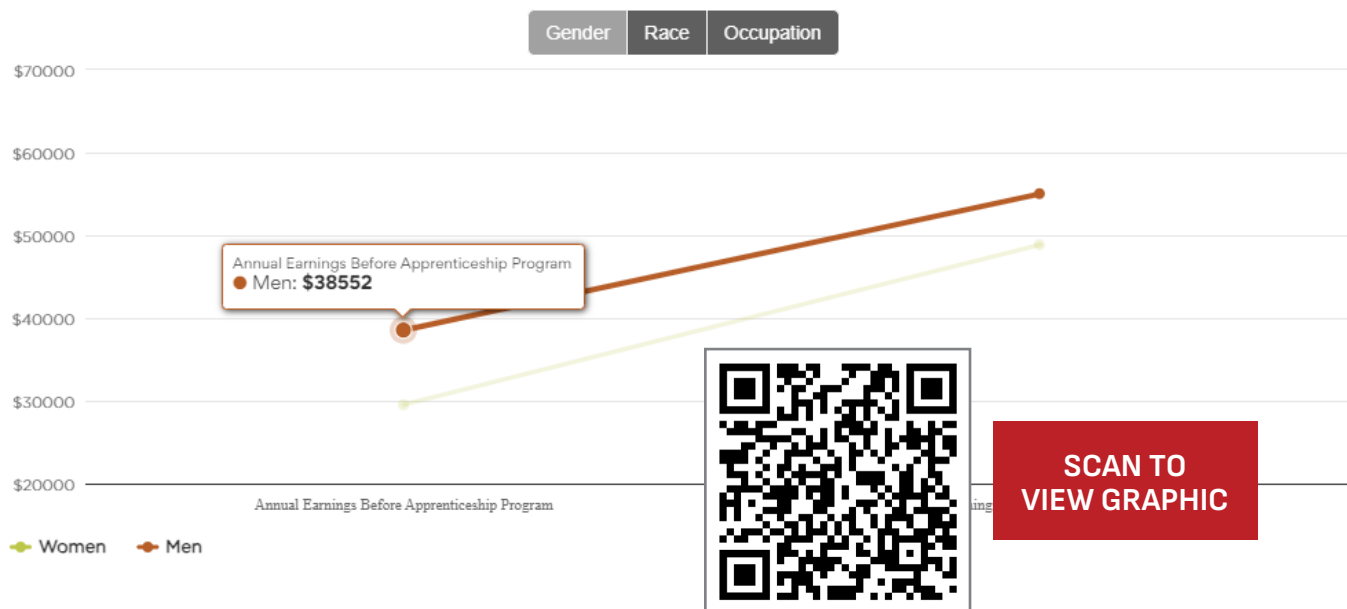 Gender Race Occupation
$70000
$60000
$50000
$40000
$30000
$20000
Annual Earnings Before Apprenticeship Program
Men: $38552
Annual Earnings Before Apprenticeship Program
Women Men
SCAN TO
VIEW GRAPHIC